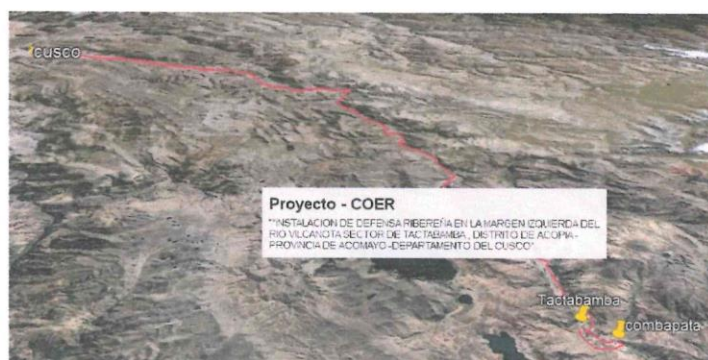 cusco
Proyecto - COER
""INSTALACION DE DEFENSA RIBEREÑA EN LA MARGEN IZQUIERDA DEL
RIO VILCANOTA SECTOR DE TACTABAMBA , DISTRITO DE ACOPIA -
PROVINCIA DE ACOMAYO -DEPARTAMENTO DEL CUSCO"
Tactabamba
combapata